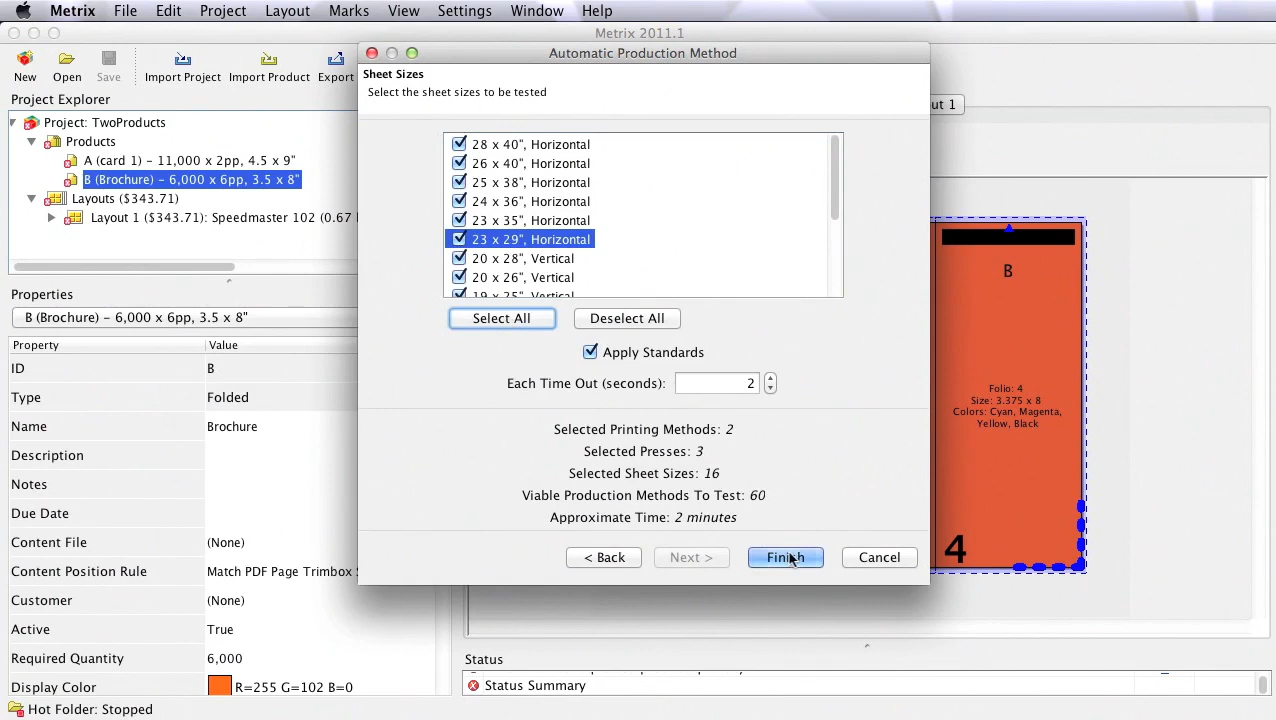 Metrix File Edit Project Layout Marks View Settings Window Help
Metrix 2011.1
New Open Save Import Project Import Product Export
Project Explorer
Project: TwoProducts
Products
A (card 1) – 11,000 x 2pp, 4.5 x 9"
B (Brochure) – 6,000 x 6pp, 3.5 x 8"
Layouts ($343.71)
Layout 1 ($343.71): Speedmaster 102 (0.67
Properties
B (Brochure) – 6,000 x 6pp, 3.5 x 8"
Property Value
ID B
Type Folded
Name Brochure
Description
Notes
Due Date
Content File (None)
Content Position Rule Match PDF Page Trimbox
Customer (None)
Active True
Required Quantity 6,000
Display Color R=255 G=102 B=0
Hot Folder: Stopped
Automatic Production Method
Sheet Sizes
Select the sheet sizes to be tested
28 x 40", Horizontal
26 x 40", Horizontal
25 x 38", Horizontal
24 x 36", Horizontal
23 x 35", Horizontal
23 x 29", Horizontal
20 x 28", Vertical
20 x 26", Vertical
19 x 25", Vertical
Select All Deselect All
Apply Standards
Each Time Out (seconds): 2
Selected Printing Methods: 2
Selected Presses: 3
Selected Sheet Sizes: 16
Viable Production Methods To Test: 60
Approximate Time: 2 minutes
< Back Next > Finish Cancel
ut 1
B
Folio: 4
Size: 3.375 x 8
Colors: Cyan, Magenta,
Yellow, Black
4
Status
Status Summary